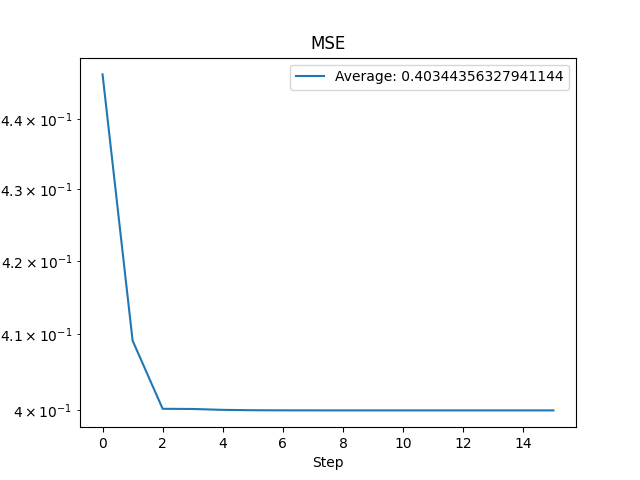 MSE
Average: 0.40344356327941144
4.4 × 10⁻¹
4.3 × 10⁻¹
4.2 × 10⁻¹
4.1 × 10⁻¹
4 × 10⁻¹
0 2 4 6 8 10 12 14
Step